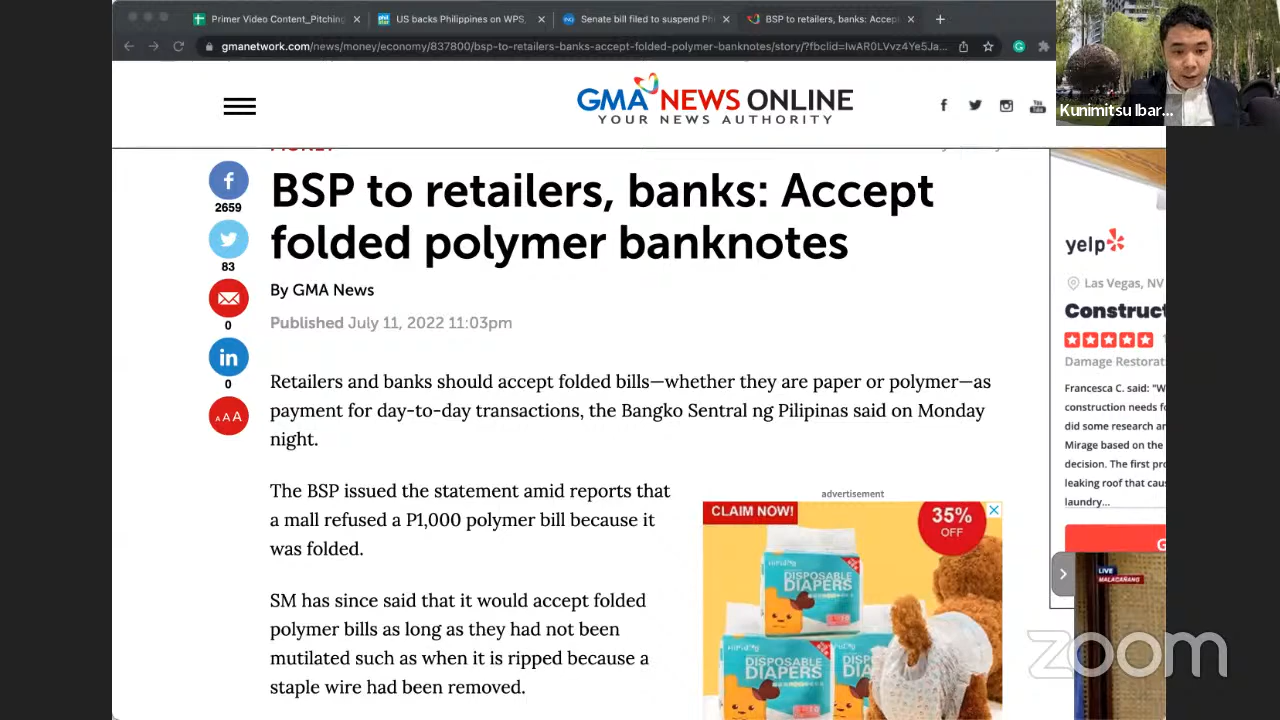 Primer Video Content_Pitching
US backs Philippines on WPS,
Senate bill filed to suspend Ph
BSP to retailers, banks: Accep
gmanetwork.com/news/money/economy/837800/bsp-to-retailers-banks-accept-folded-polymer-banknotes/story/?fbclid=IwAR0LVvz4Ye5Ja...
GMA NEWS ONLINE
YOUR NEWS AUTHORITY
Kunimitsu Ibar...
MONEY
BSP to retailers, banks: Accept
folded polymer banknotes
2659
83
0
0
AAA
By GMA News
Published July 11, 2022 11:03pm
Retailers and banks should accept folded bills—whether they are paper or polymer—as
payment for day-to-day transactions, the Bangko Sentral ng Pilipinas said on Monday
night.
The BSP issued the statement amid reports that
a mall refused a P1,000 polymer bill because it
was folded.
SM has since said that it would accept folded
polymer bills as long as they had not been
mutilated such as when it is ripped because a
staple wire had been removed.
advertisement
CLAIM NOW!
35%
OFF
DISPOSABLE
DIAPERS
DISPOSABLE
DIAPERS
yelp
Las Vegas, NV
Construct
Damage Restorat
Francesca C. said: "W
construction needs fo
did some research an
Mirage based on the
decision. The first pro
leaking roof that caus
laundry...
G
LIVE
MALACAÑANG
zoom